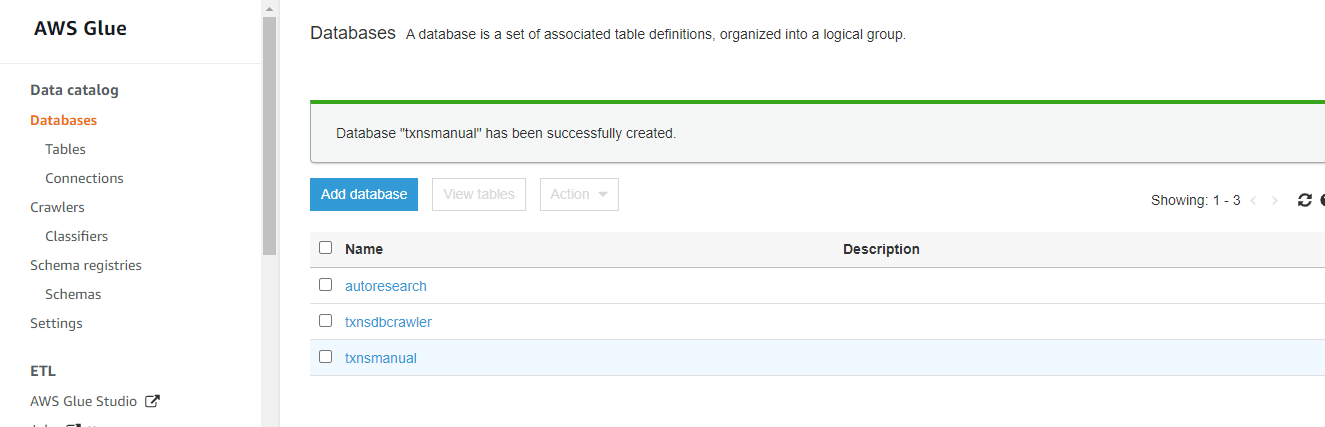 AWS Glue
Data catalog
Databases
Tables
Connections
Crawlers
Classifiers
Schema registries
Schemas
Settings
ETL
AWS Glue Studio
Databases A database is a set of associated table definitions, organized into a logical group.
Database "txnsmanual" has been successfully created.
Add database View tables Action
Showing: 1 - 3
Name Description
autoresearch
txnsdbcrawler
txnsmanual